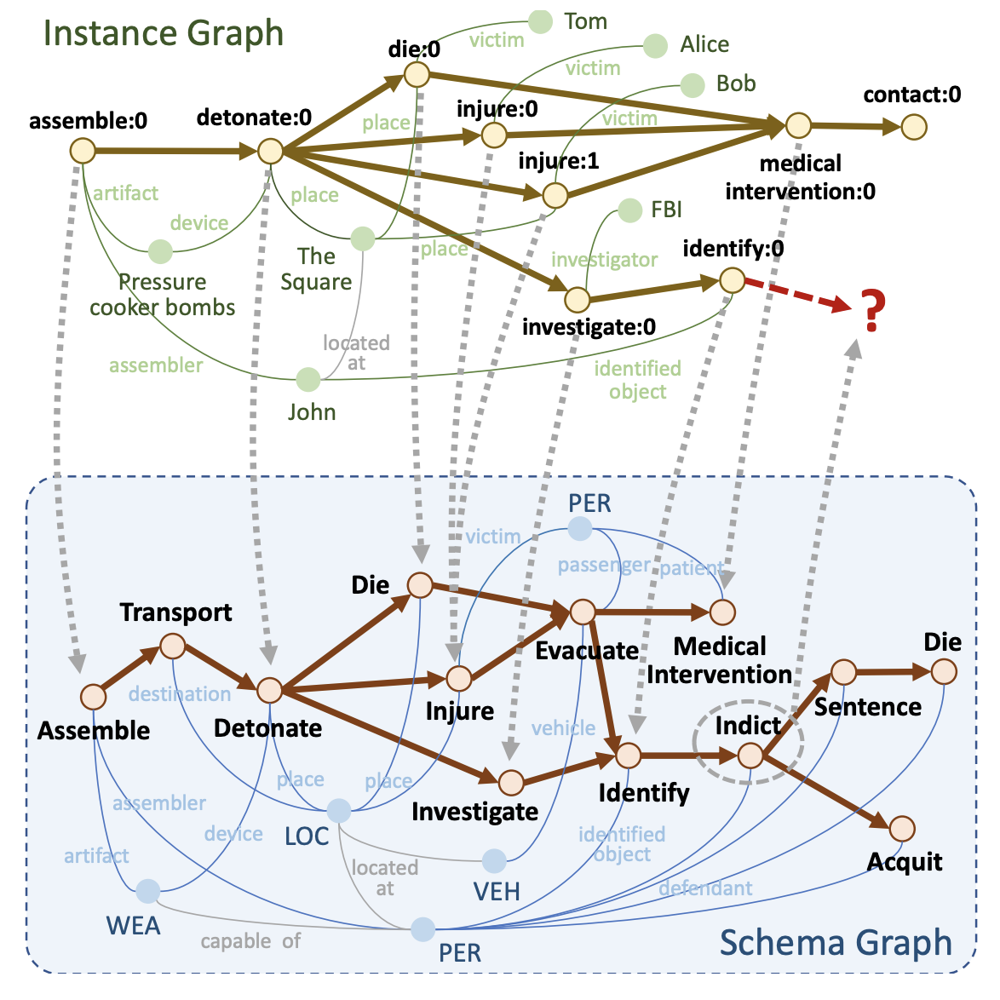 Instance Graph
Tom
victim
die:0
Alice
victim
Bob
contact:0
assemble:0
detonate:0
place
injure:0
victim
injure:1
medical
intervention:0
artifact
place
device
FBI
The
Square
place
investigator
identify:0
Pressure
cooker bombs
investigate:0
located
at
assembler
identified
object
John
?
PER
victim
passenger
patient
Die
Transport
Evacuate
Medical
Intervention
Die
destination
Assemble
Detonate
Injure
vehicle
Indict
Sentence
place
place
assembler
Investigate
Identify
LOC
device
identified
object
artifact
located
at
VEH
Acquit
defendant
WEA
capable of
PER
Schema Graph